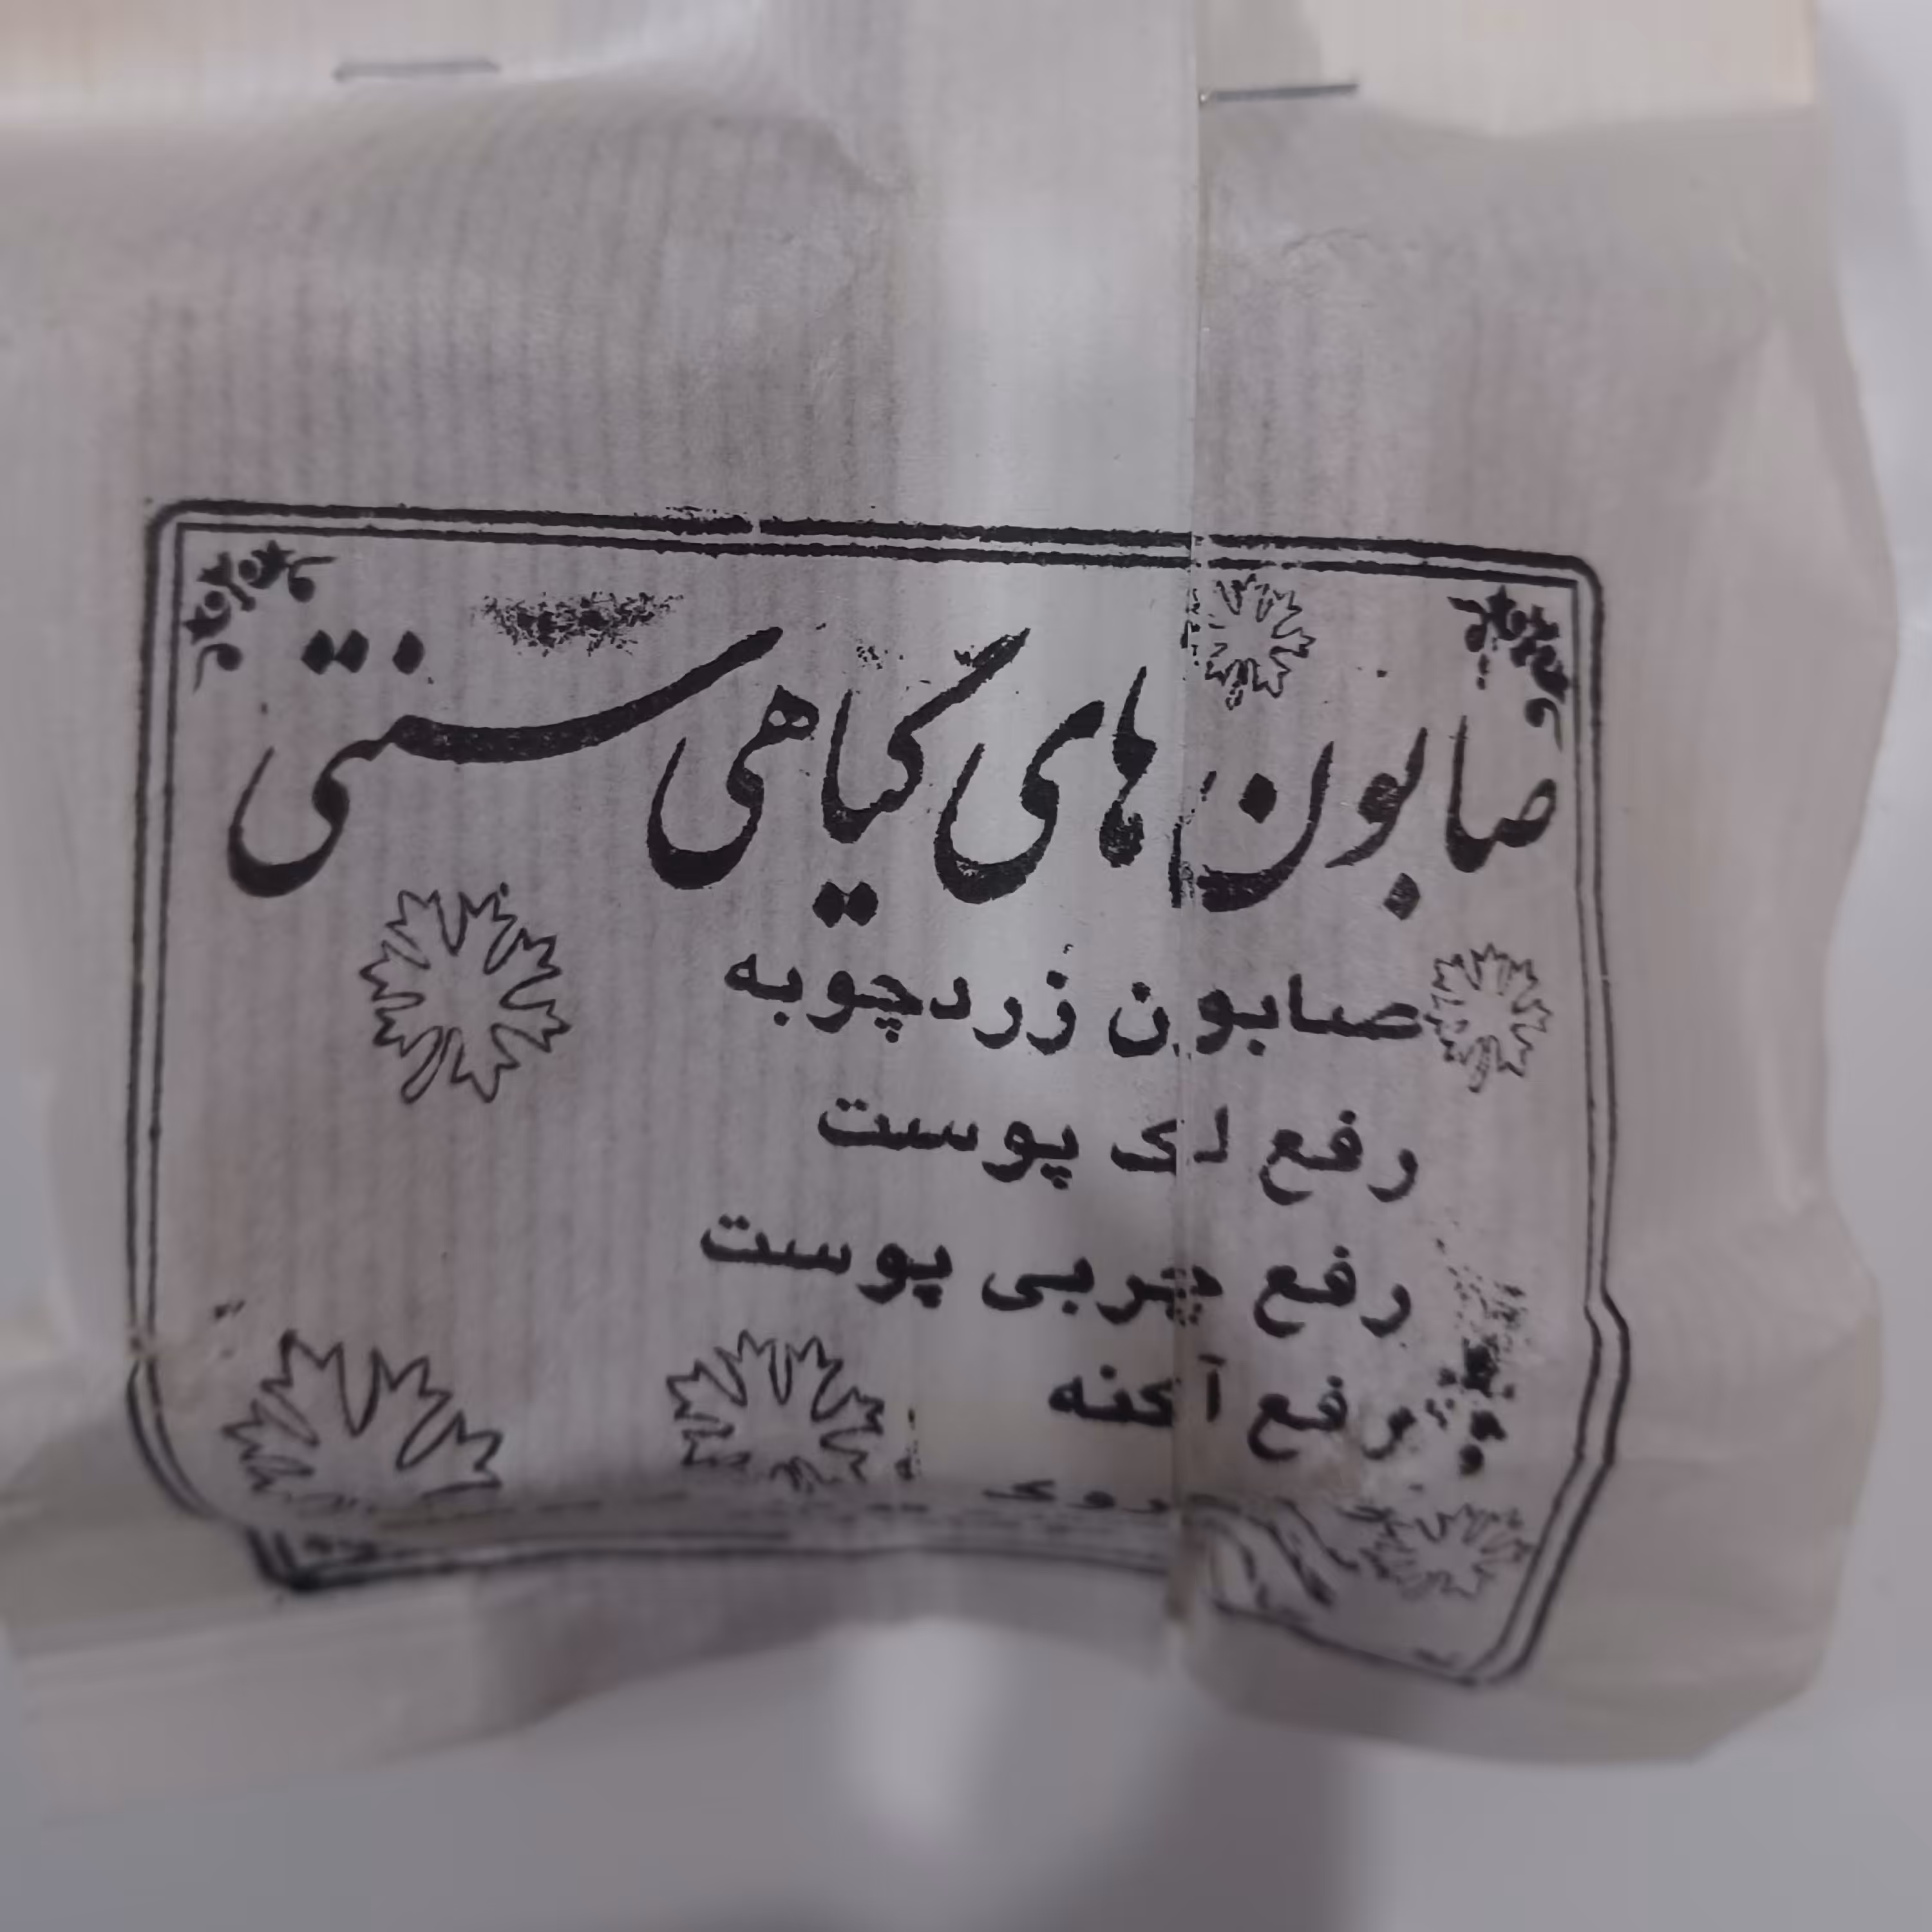 صابون های گیاهی سنتی
صابون زردچوبه
رفع لک پوست
رفع چربی پوست
رفع آکنه